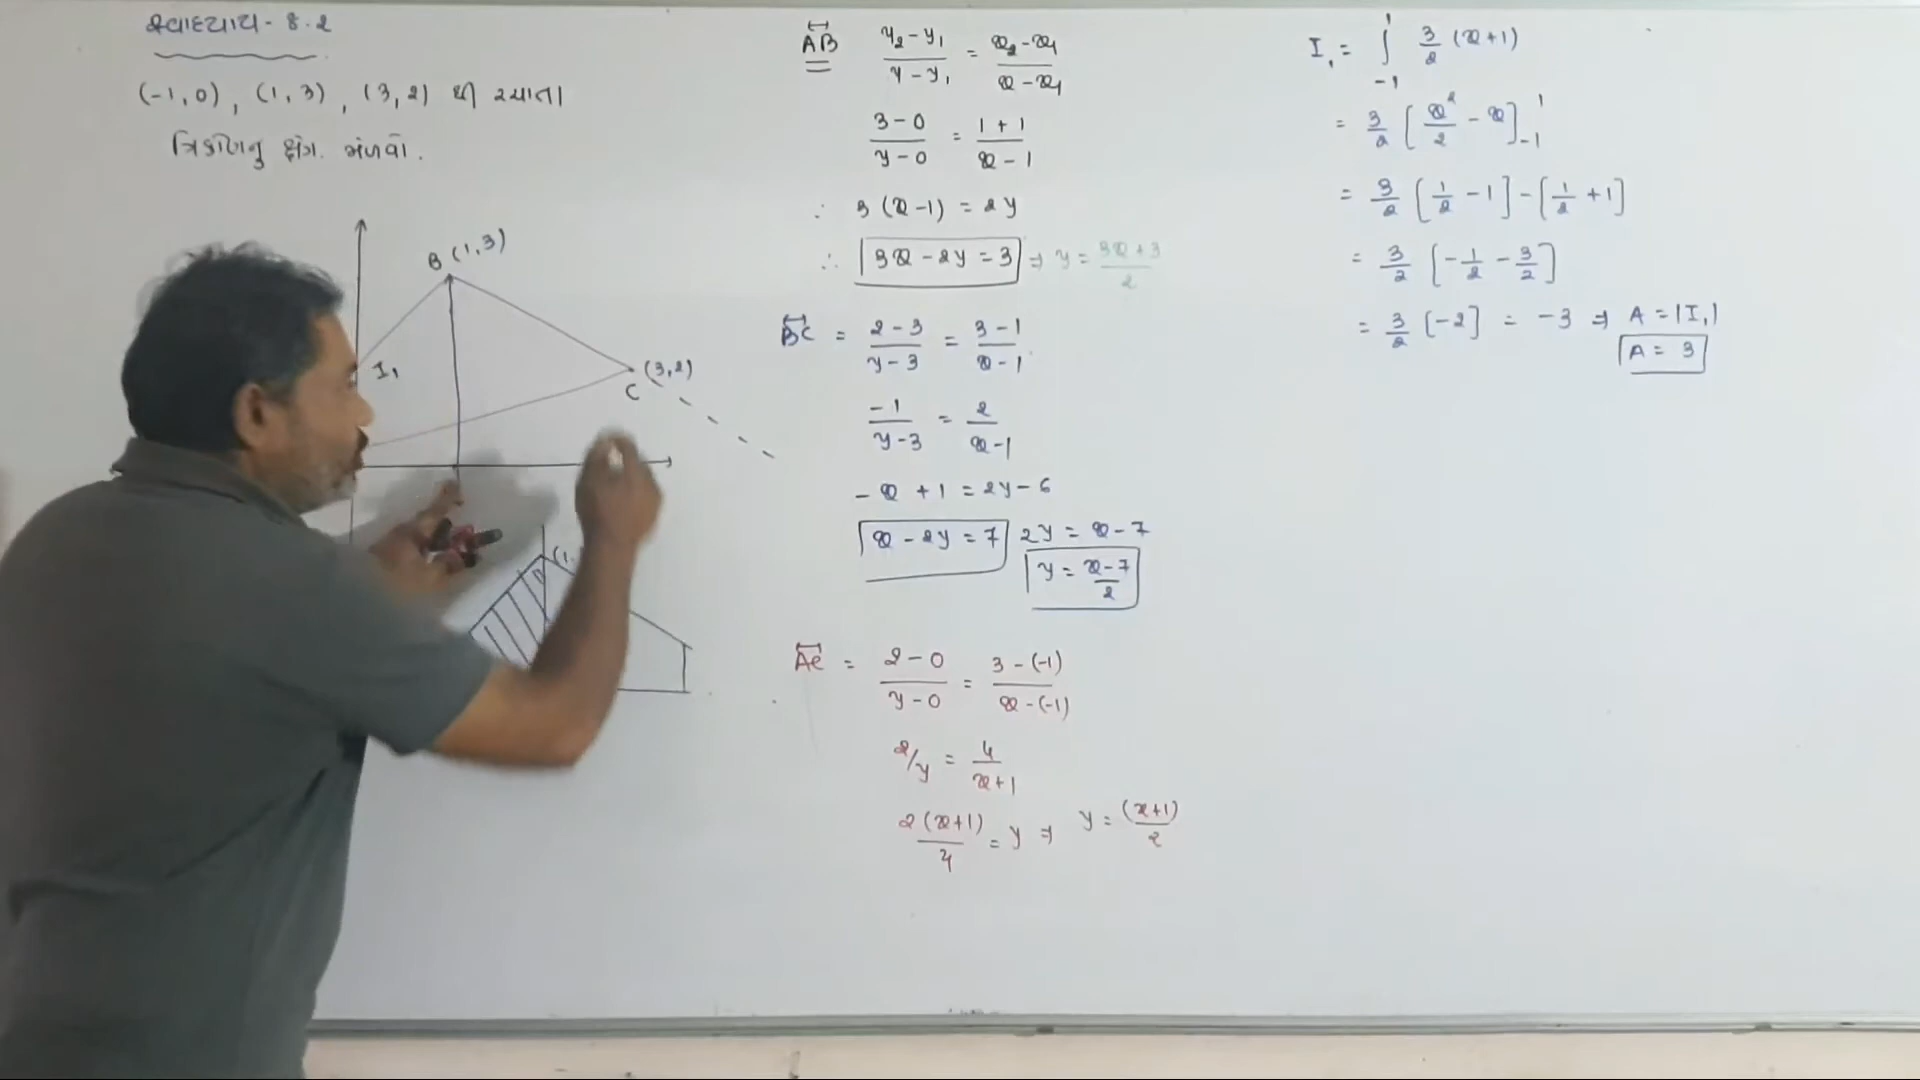 સ્વાધ્યાય - 8.2
(-1,0), (1,3), (3,2) થી રચાતા
ત્રિકોણનું ક્ષેત્ર. મેળવો.
B (1,3)
I₁
(3,2)
C
B (1,
AB (y₂-y₁)/(y-y₁) = (x₂-x₁)/(x-x₁)
(3-0)/(y-0) = (1+1)/(x-1)
∴ 3(x-1) = 2y
∴ 3x-2y=3 ⇒ y = (3x+3)/2
BC = (2-3)/(y-3) = (3-1)/(x-1)
-1/(y-3) = 2/(x-1)
-x+1 = 2y-6
x-2y=7 2y = x-7
y = (x-7)/2
AC = (2-0)/(y-0) = (3-(-1))/(x-(-1))
2/y = 4/(x+1)
2(x+1)/4 = y ⇒ y = (x+1)/2
I₁ = ∫₋₁¹ 3/2 (x+1)
= 3/2 [x²/2 - x]₋₁¹
= 3/2 [1/2 - 1] - [1/2 + 1]
= 3/2 [-1/2 - 3/2]
= 3/2 [-2] = -3 ⇒ A = |I₁|
A = 3